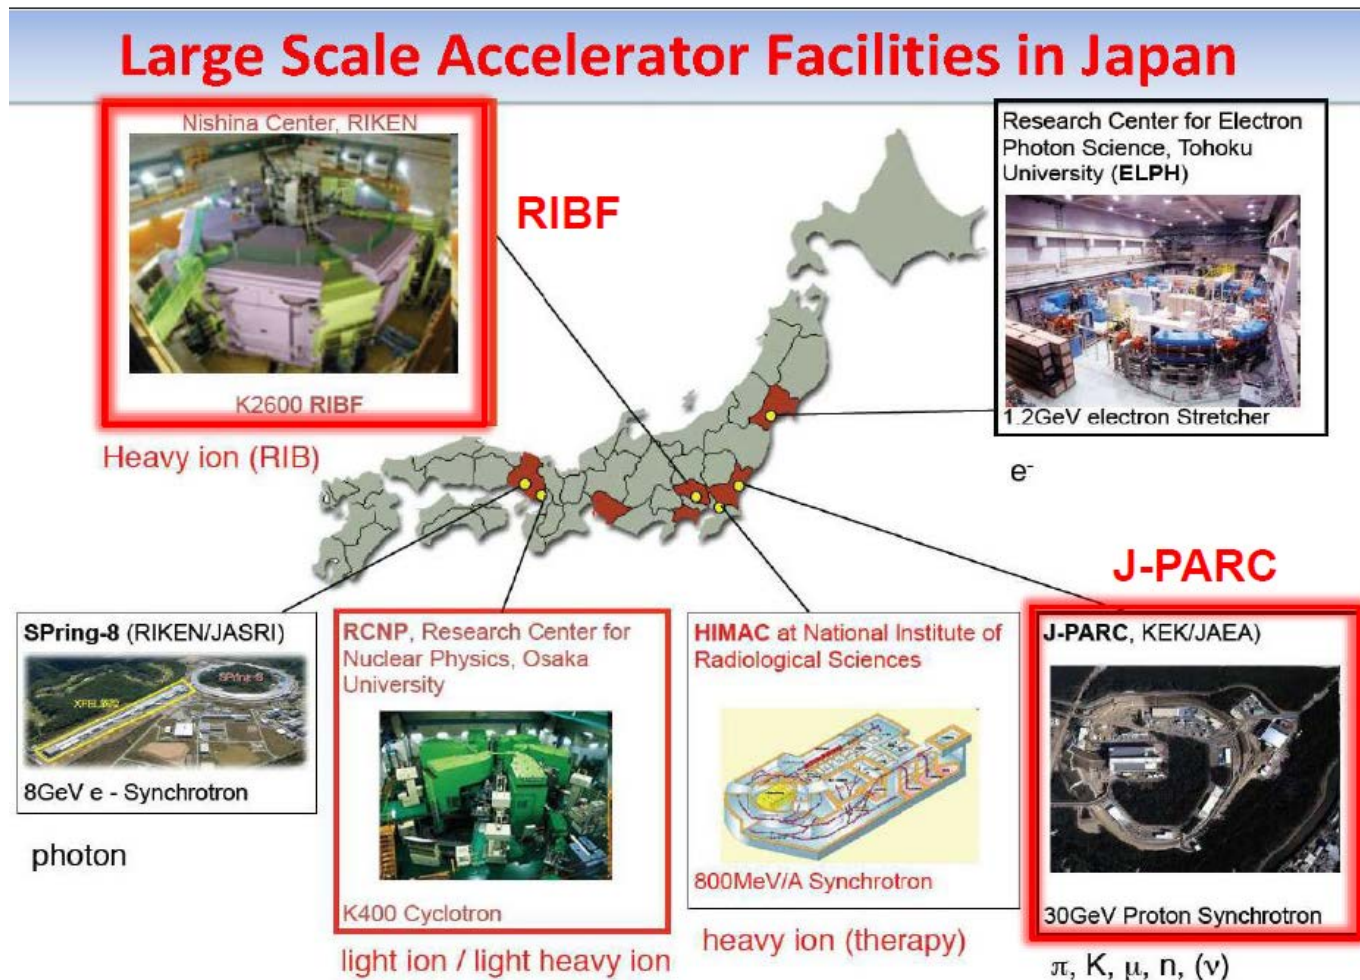 Large Scale Accelerator Facilities in Japan
Nishina Center, RIKEN
K2600 RIBF
Heavy ion (RIB)
RIBF
Research Center for Electron
Photon Science, Tohoku
University (ELPH)
1.2GeV electron Stretcher
e-
J-PARC
SPring-8 (RIKEN/JASRI)
SPring-8
8GeV e - Synchrotron
photon
RCNP, Research Center for
Nuclear Physics, Osaka
University
K400 Cyclotron
light ion / light heavy ion
HIMAC at National Institute of
Radiological Sciences
800MeV/A Synchrotron
heavy ion (therapy)
J-PARC, KEK/JAEA)
30GeV Proton Synchrotron
π, K, μ, n, (ν)